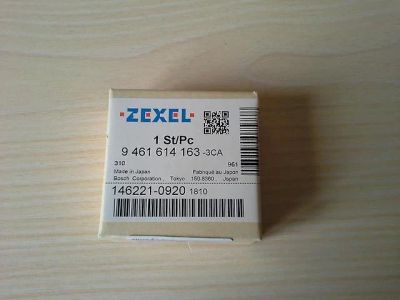 ZEXEL
1 St/Pc
9 461 614 163 -3CA
310 961
Made in Japan Fabriqué au Japon
Bosch Corporation, Tokyo 150-8360 Japan
146221-0920 1810